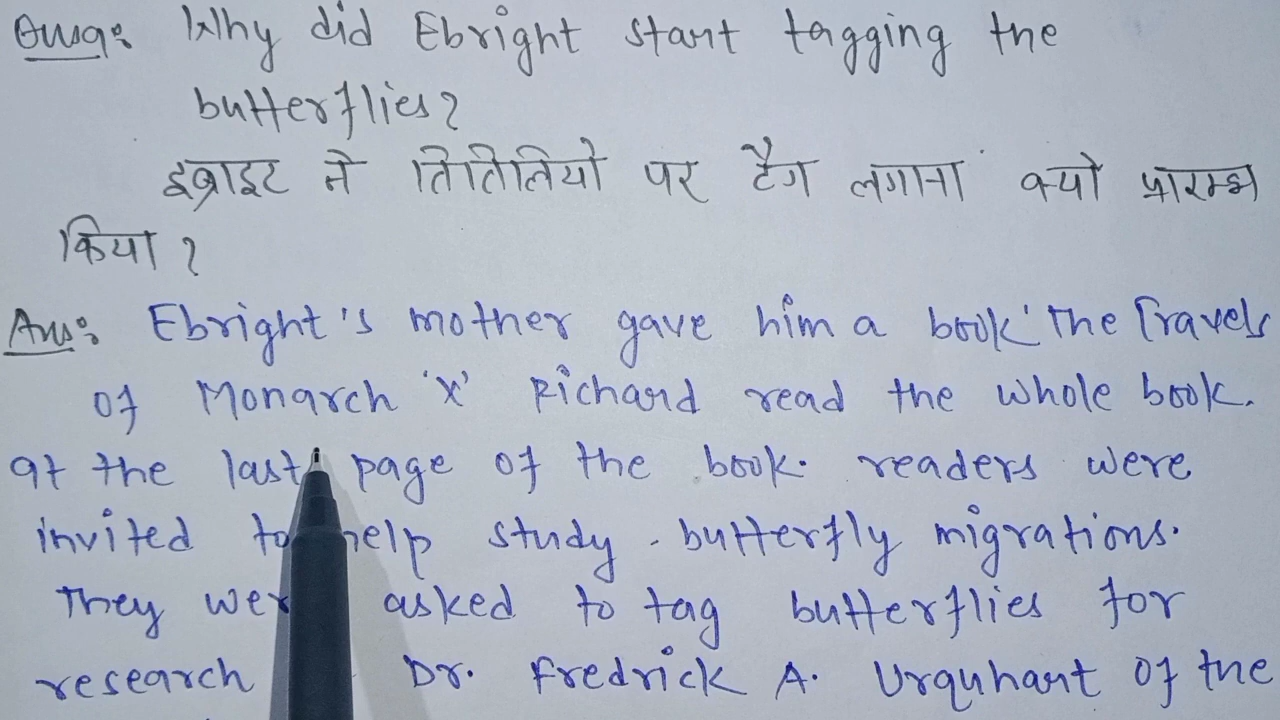 Ques: Why did Ebright start tagging the
butterflies?
इब्राइट ने तितिलियो पर टैग लगाना क्यो प्रारम्भ
किया ?
Ans: Ebright's mother gave him a book 'The Travels
of Monarch 'X' Richard read the whole book.
at the last page of the book. readers were
invited to help study butterfly migrations.
They wer asked to tag butterflies for
research Dr. Fredrick A. Urquhart of the